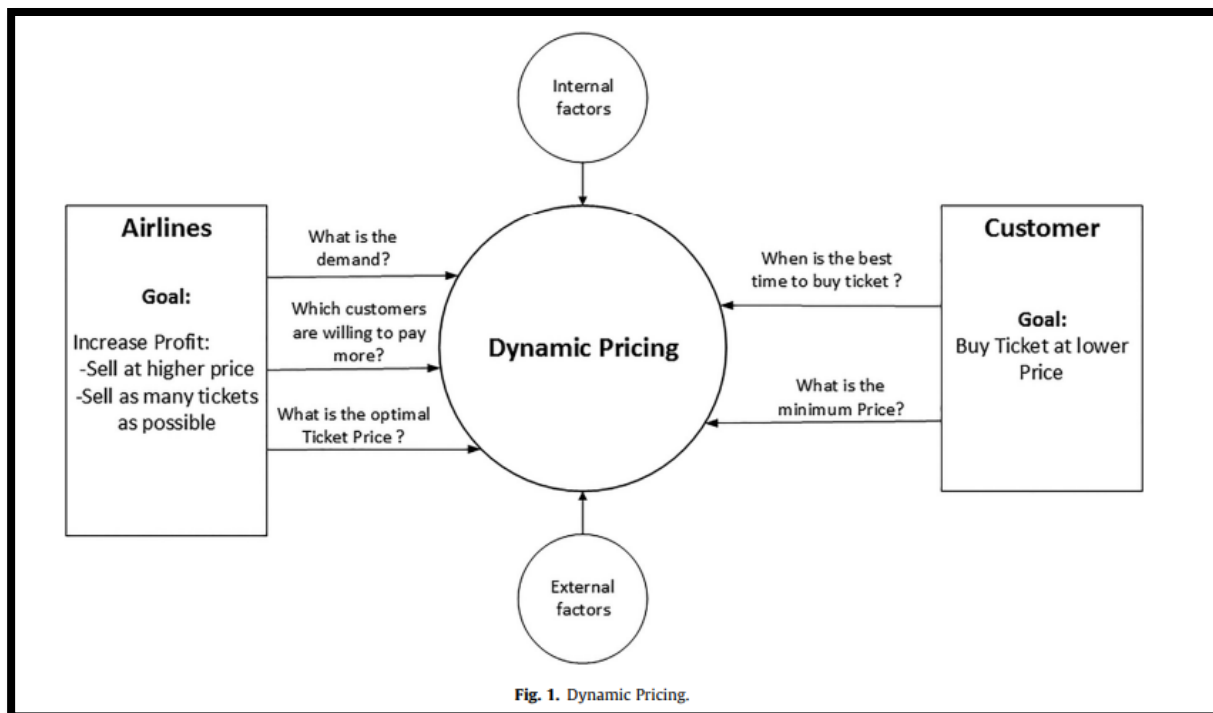 Internal
factors
Airlines
Goal:
Increase Profit:
-Sell at higher price
-Sell as many tickets
as possible
What is the
demand?
Which customers
are willing to pay
more?
What is the optimal
Ticket Price ?
Dynamic Pricing
When is the best
time to buy ticket ?
What is the
minimum Price?
Customer
Goal:
Buy Ticket at lower
Price
External
factors
Fig. 1. Dynamic Pricing.